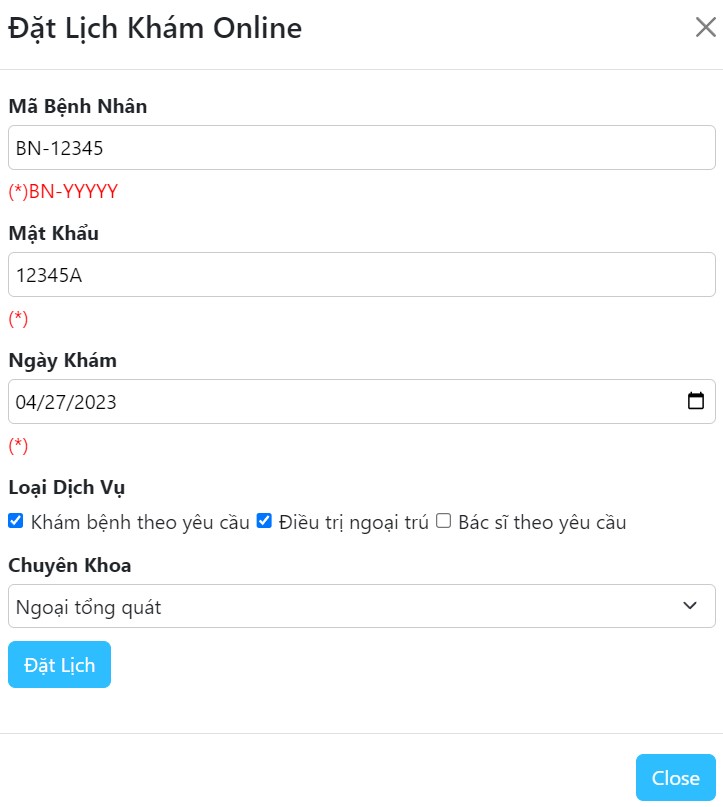 Đặt Lịch Khám Online
Mã Bệnh Nhân
BN-12345
(*)BN-YYYYY
Mật Khẩu
12345A
(*)
Ngày Khám
04/27/2023
(*)
Loại Dịch Vụ
Khám bệnh theo yêu cầu Điều trị ngoại trú Bác sĩ theo yêu cầu
Chuyên Khoa
Ngoại tổng quát
Đặt Lịch
Close